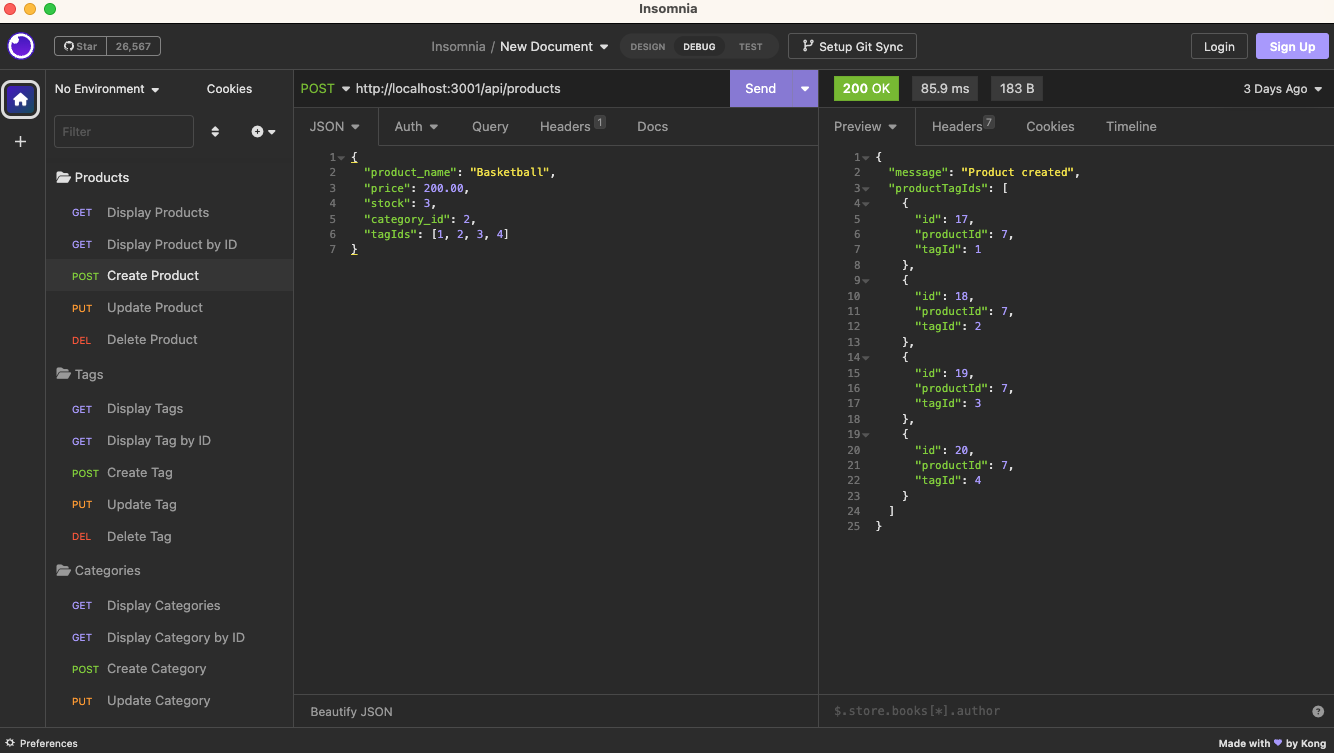 Insomnia
Star 26,567
Insomnia / New Document
DESIGN DEBUG TEST
Setup Git Sync
Login Sign Up
No Environment Cookies
Filter
Products
GET Display Products
GET Display Product by ID
POST Create Product
PUT Update Product
DEL Delete Product
Tags
GET Display Tags
GET Display Tag by ID
POST Create Tag
PUT Update Tag
DEL Delete Tag
Categories
GET Display Categories
GET Display Category by ID
POST Create Category
PUT Update Category
POST http://localhost:3001/api/products Send
JSON Auth Query Headers 1 Docs
1 {
2 "product_name": "Basketball",
3 "price": 200.00,
4 "stock": 3,
5 "category_id": 2,
6 "tagIds": [1, 2, 3, 4]
7 }
Beautify JSON
200 OK 85.9 ms 183 B 3 Days Ago
Preview Headers 7 Cookies Timeline
1 {
2 "message": "Product created",
3 "productTagIds": [
4 {
5 "id": 17,
6 "productId": 7,
7 "tagId": 1
8 },
9 {
10 "id": 18,
11 "productId": 7,
12 "tagId": 2
13 },
14 {
15 "id": 19,
16 "productId": 7,
17 "tagId": 3
18 },
19 {
20 "id": 20,
21 "productId": 7,
22 "tagId": 4
23 }
24 ]
25 }
$.store.books[*].author
?
Preferences
Made with 💜 by Kong